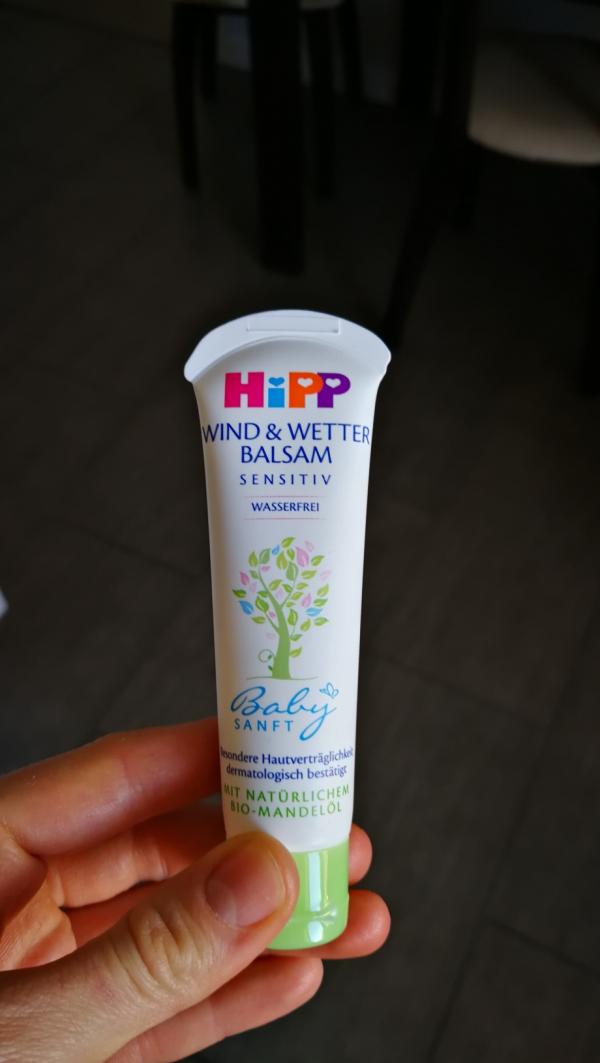 HiPP
WIND & WETTER
BALSAM
SENSITIV
WASSERFREI
Baby
SANFT
Besondere Hautverträglichkeit
dermatologisch bestätigt
MIT NATÜRLICHEM
BIO-MANDELÖL